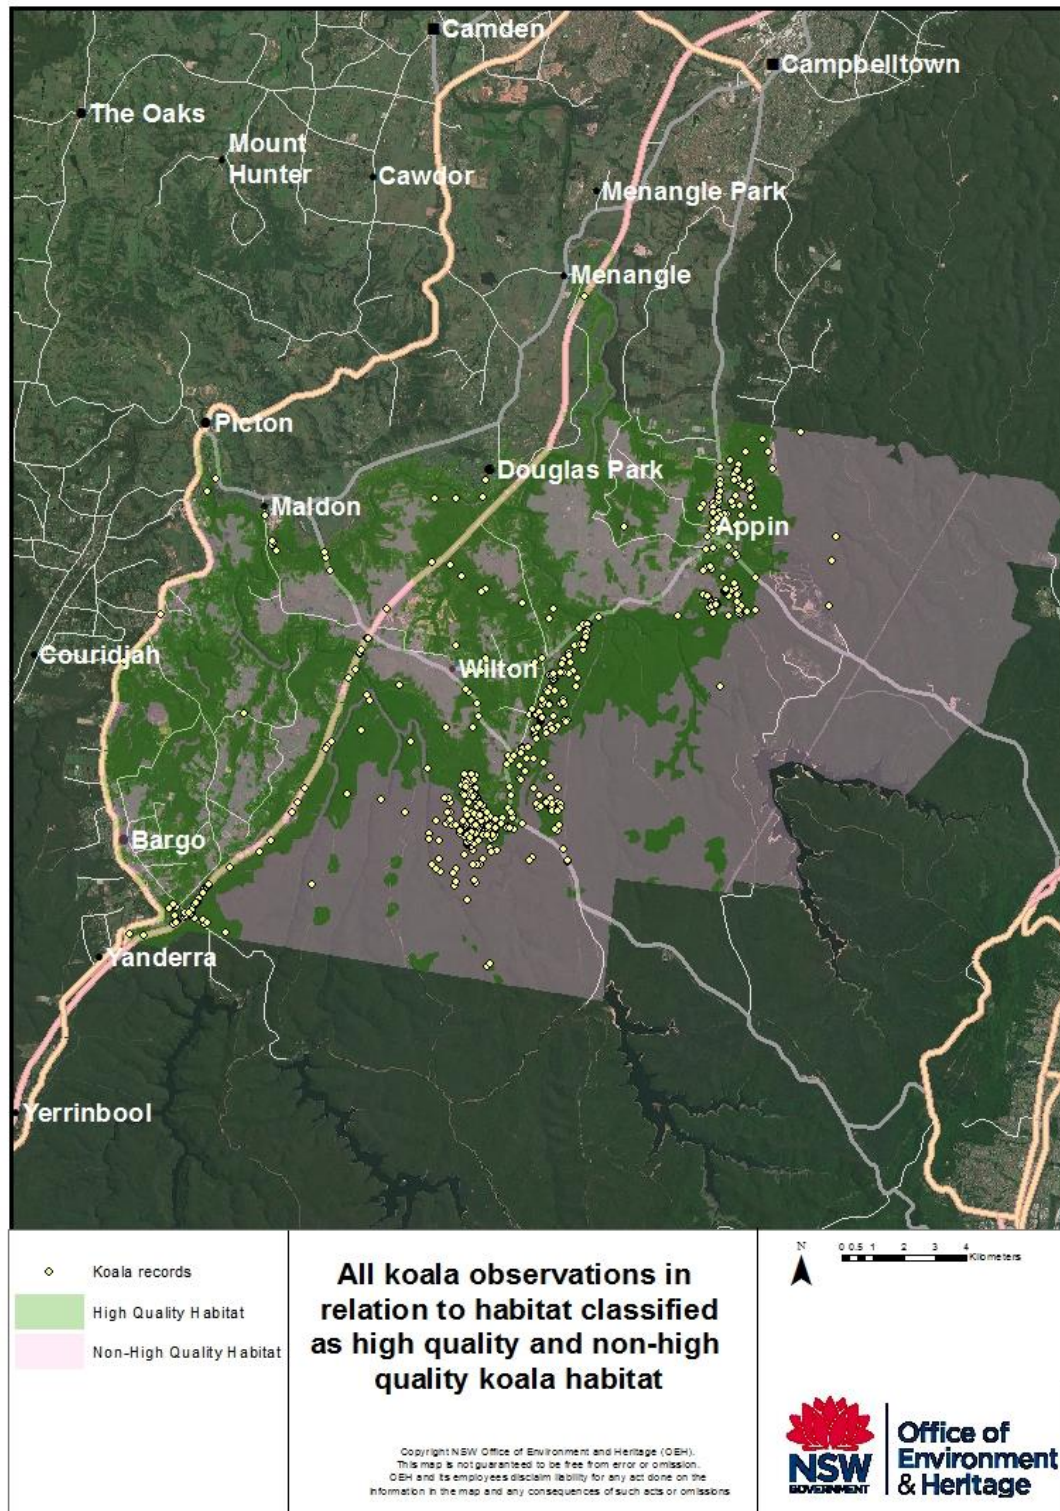 Camden
Campbelltown
The Oaks
Mount
Hunter
Cawdor
Menangle Park
Menangle
Picton
Douglas Park
Maldon
Appin
Couridjah
Wilton
Bargo
Yanderra
Yerrinbool
Koala records
High Quality Habitat
Non-High Quality Habitat
All koala observations in
relation to habitat classified
as high quality and non-high
quality koala habitat
Copyright NSW Office of Environment and Heritage (OEH).
This map is not guaranteed to be free from error or omission.
OEH and its employees disclaim liability for any act done on the
information in the map and any consequences of such acts or omissions
N
0 0.5 1 2 3 4
Kilometers
NSW
GOVERNMENT
Office of
Environment
& Heritage